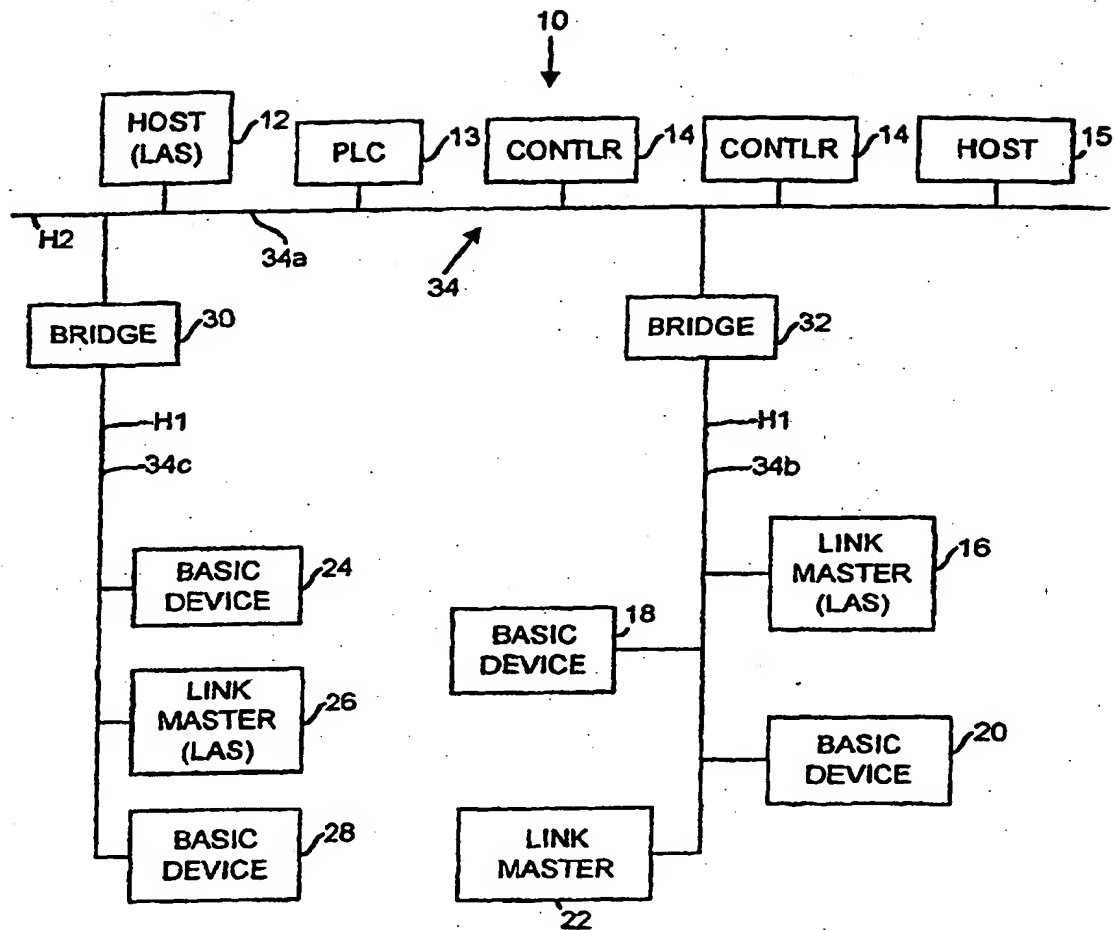 10
HOST
(LAS)
12
PLC
13
CONTLR
14
CONTLR
14
HOST
15
H2
34a
34
BRIDGE
30
BRIDGE
32
H1
34c
H1
34b
BASIC
DEVICE
24
LINK
MASTER
(LAS)
16
BASIC
DEVICE
18
LINK
MASTER
(LAS)
26
BASIC
DEVICE
20
BASIC
DEVICE
28
LINK
MASTER
22